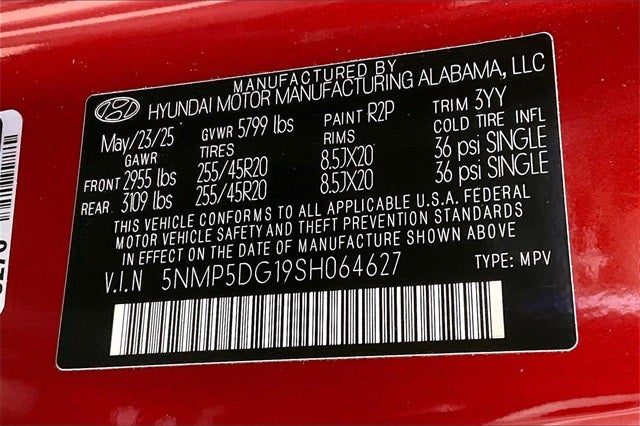 MANUFACTURED BY
HYUNDAI MOTOR MANUFACTURING ALABAMA, LLC
May/23/25 GVWR 5799 lbs PAINT R2P TRIM 3YY
GAWR TIRES RIMS COLD TIRE INFL
FRONT 2955 lbs 255/45R20 8.5JX20 36 psi SINGLE
REAR 3109 lbs 255/45R20 8.5JX20 36 psi SINGLE
THIS VEHICLE CONFORMS TO ALL APPLICABLE U.S.A. FEDERAL
MOTOR VEHICLE SAFETY AND THEFT PREVENTION STANDARDS
IN EFFECT ON THE DATE OF MANUFACTURE SHOWN ABOVE
V.I.N 5NMP5DG19SH064627 TYPE: MPV